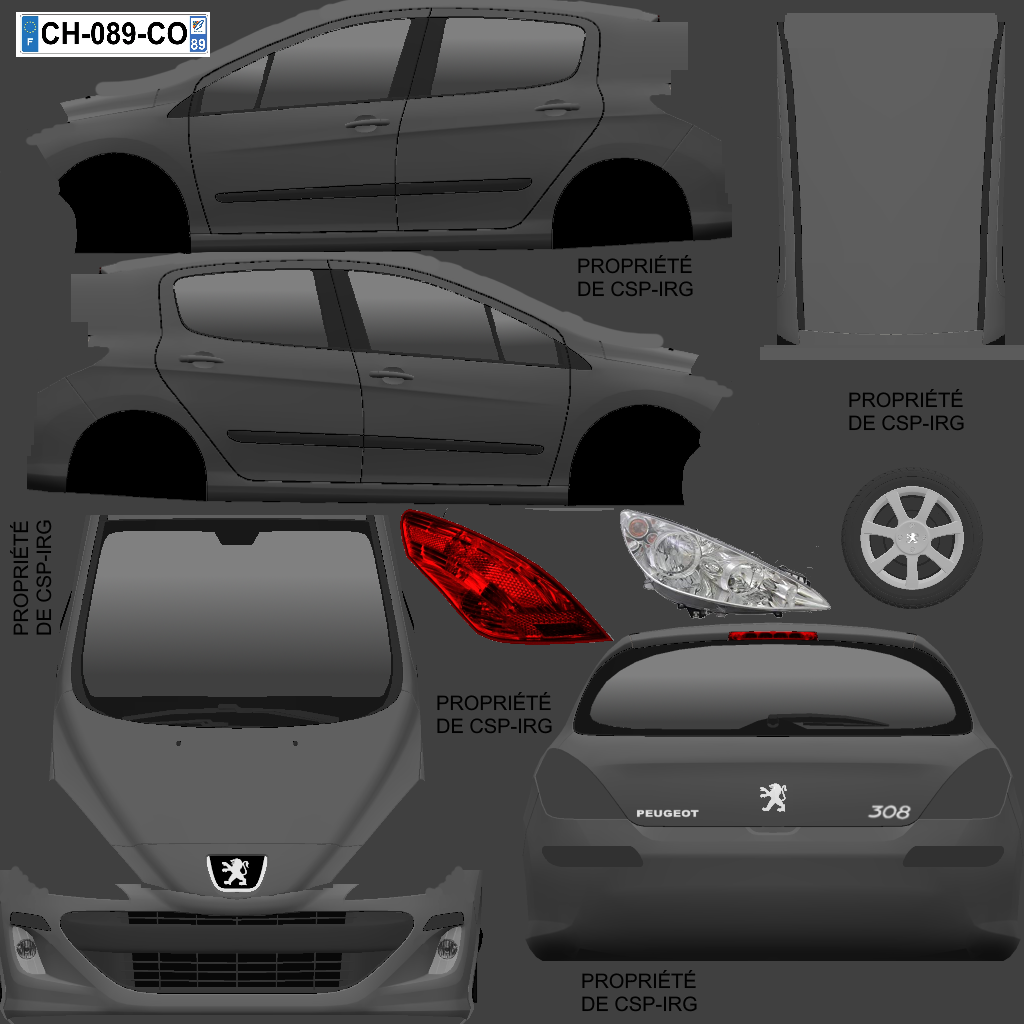 CH-089-CO
F
89
PROPRIÉTÉ
DE CSP-IRG
PROPRIÉTÉ
DE CSP-IRG
PROPRIÉTÉ
DE CSP-IRG
PROPRIÉTÉ
DE CSP-IRG
PEUGEOT
308
PROPRIÉTÉ
DE CSP-IRG